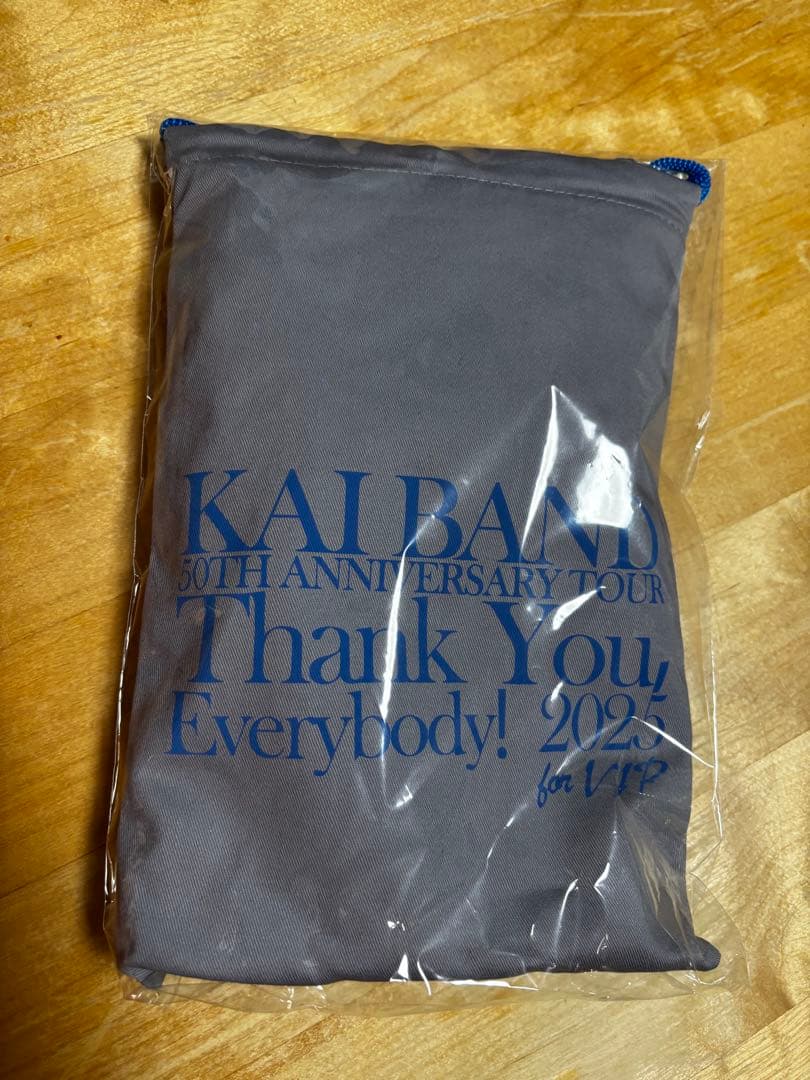 KAI BAND
50TH ANNIVERSARY TOUR
Thank You,
Everybody! 2025
for VIP